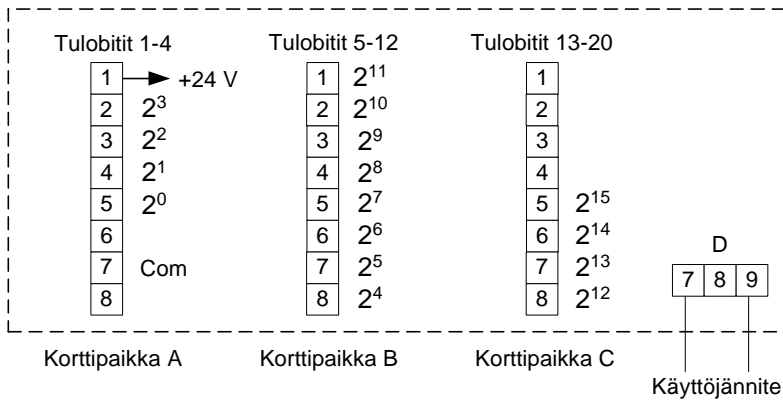 Tulobitit 1-4 Tulobitit 5-12 Tulobitit 13-20
1 +24 V 1 2¹¹ 1
2 2³ 2 2¹⁰ 2
3 2² 3 2⁹ 3
4 2¹ 4 2⁸ 4
5 2⁰ 5 2⁷ 5 2¹⁵
6 6 2⁶ 6 2¹⁴
7 Com 7 2⁵ 7 2¹³
8 8 2⁴ 8 2¹²
D
7 8 9
Korttipaikka A Korttipaikka B Korttipaikka C
Käyttöjännite